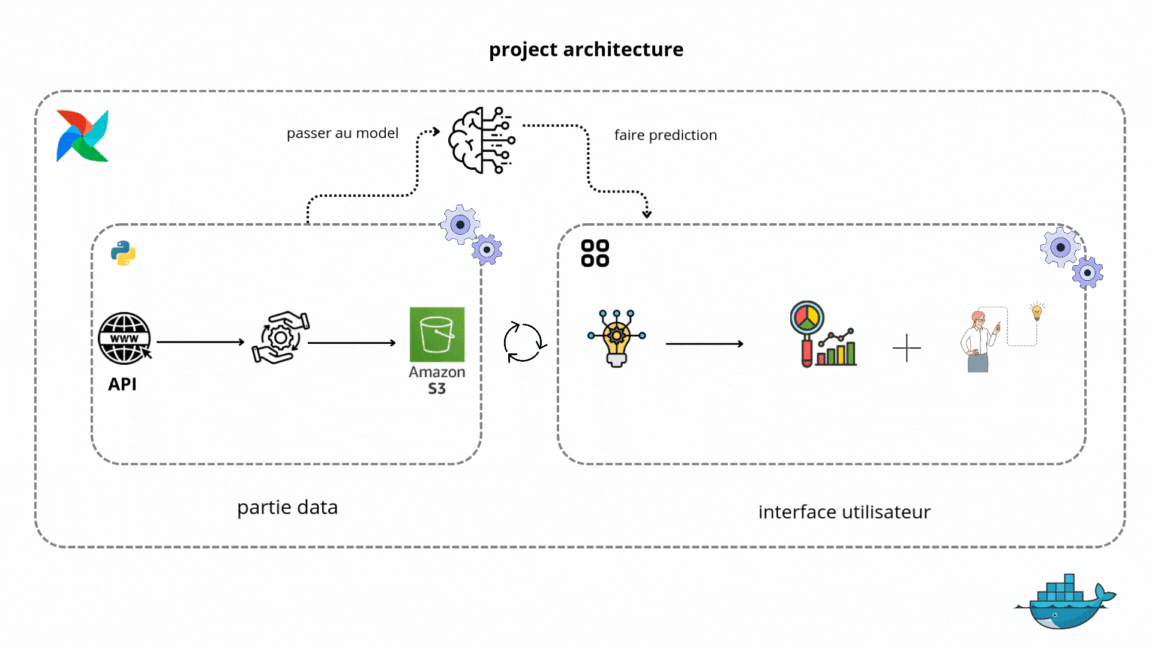 project architecture
passer au model
faire prediction
WWW
API
Amazon
S3
partie data
interface utilisateur